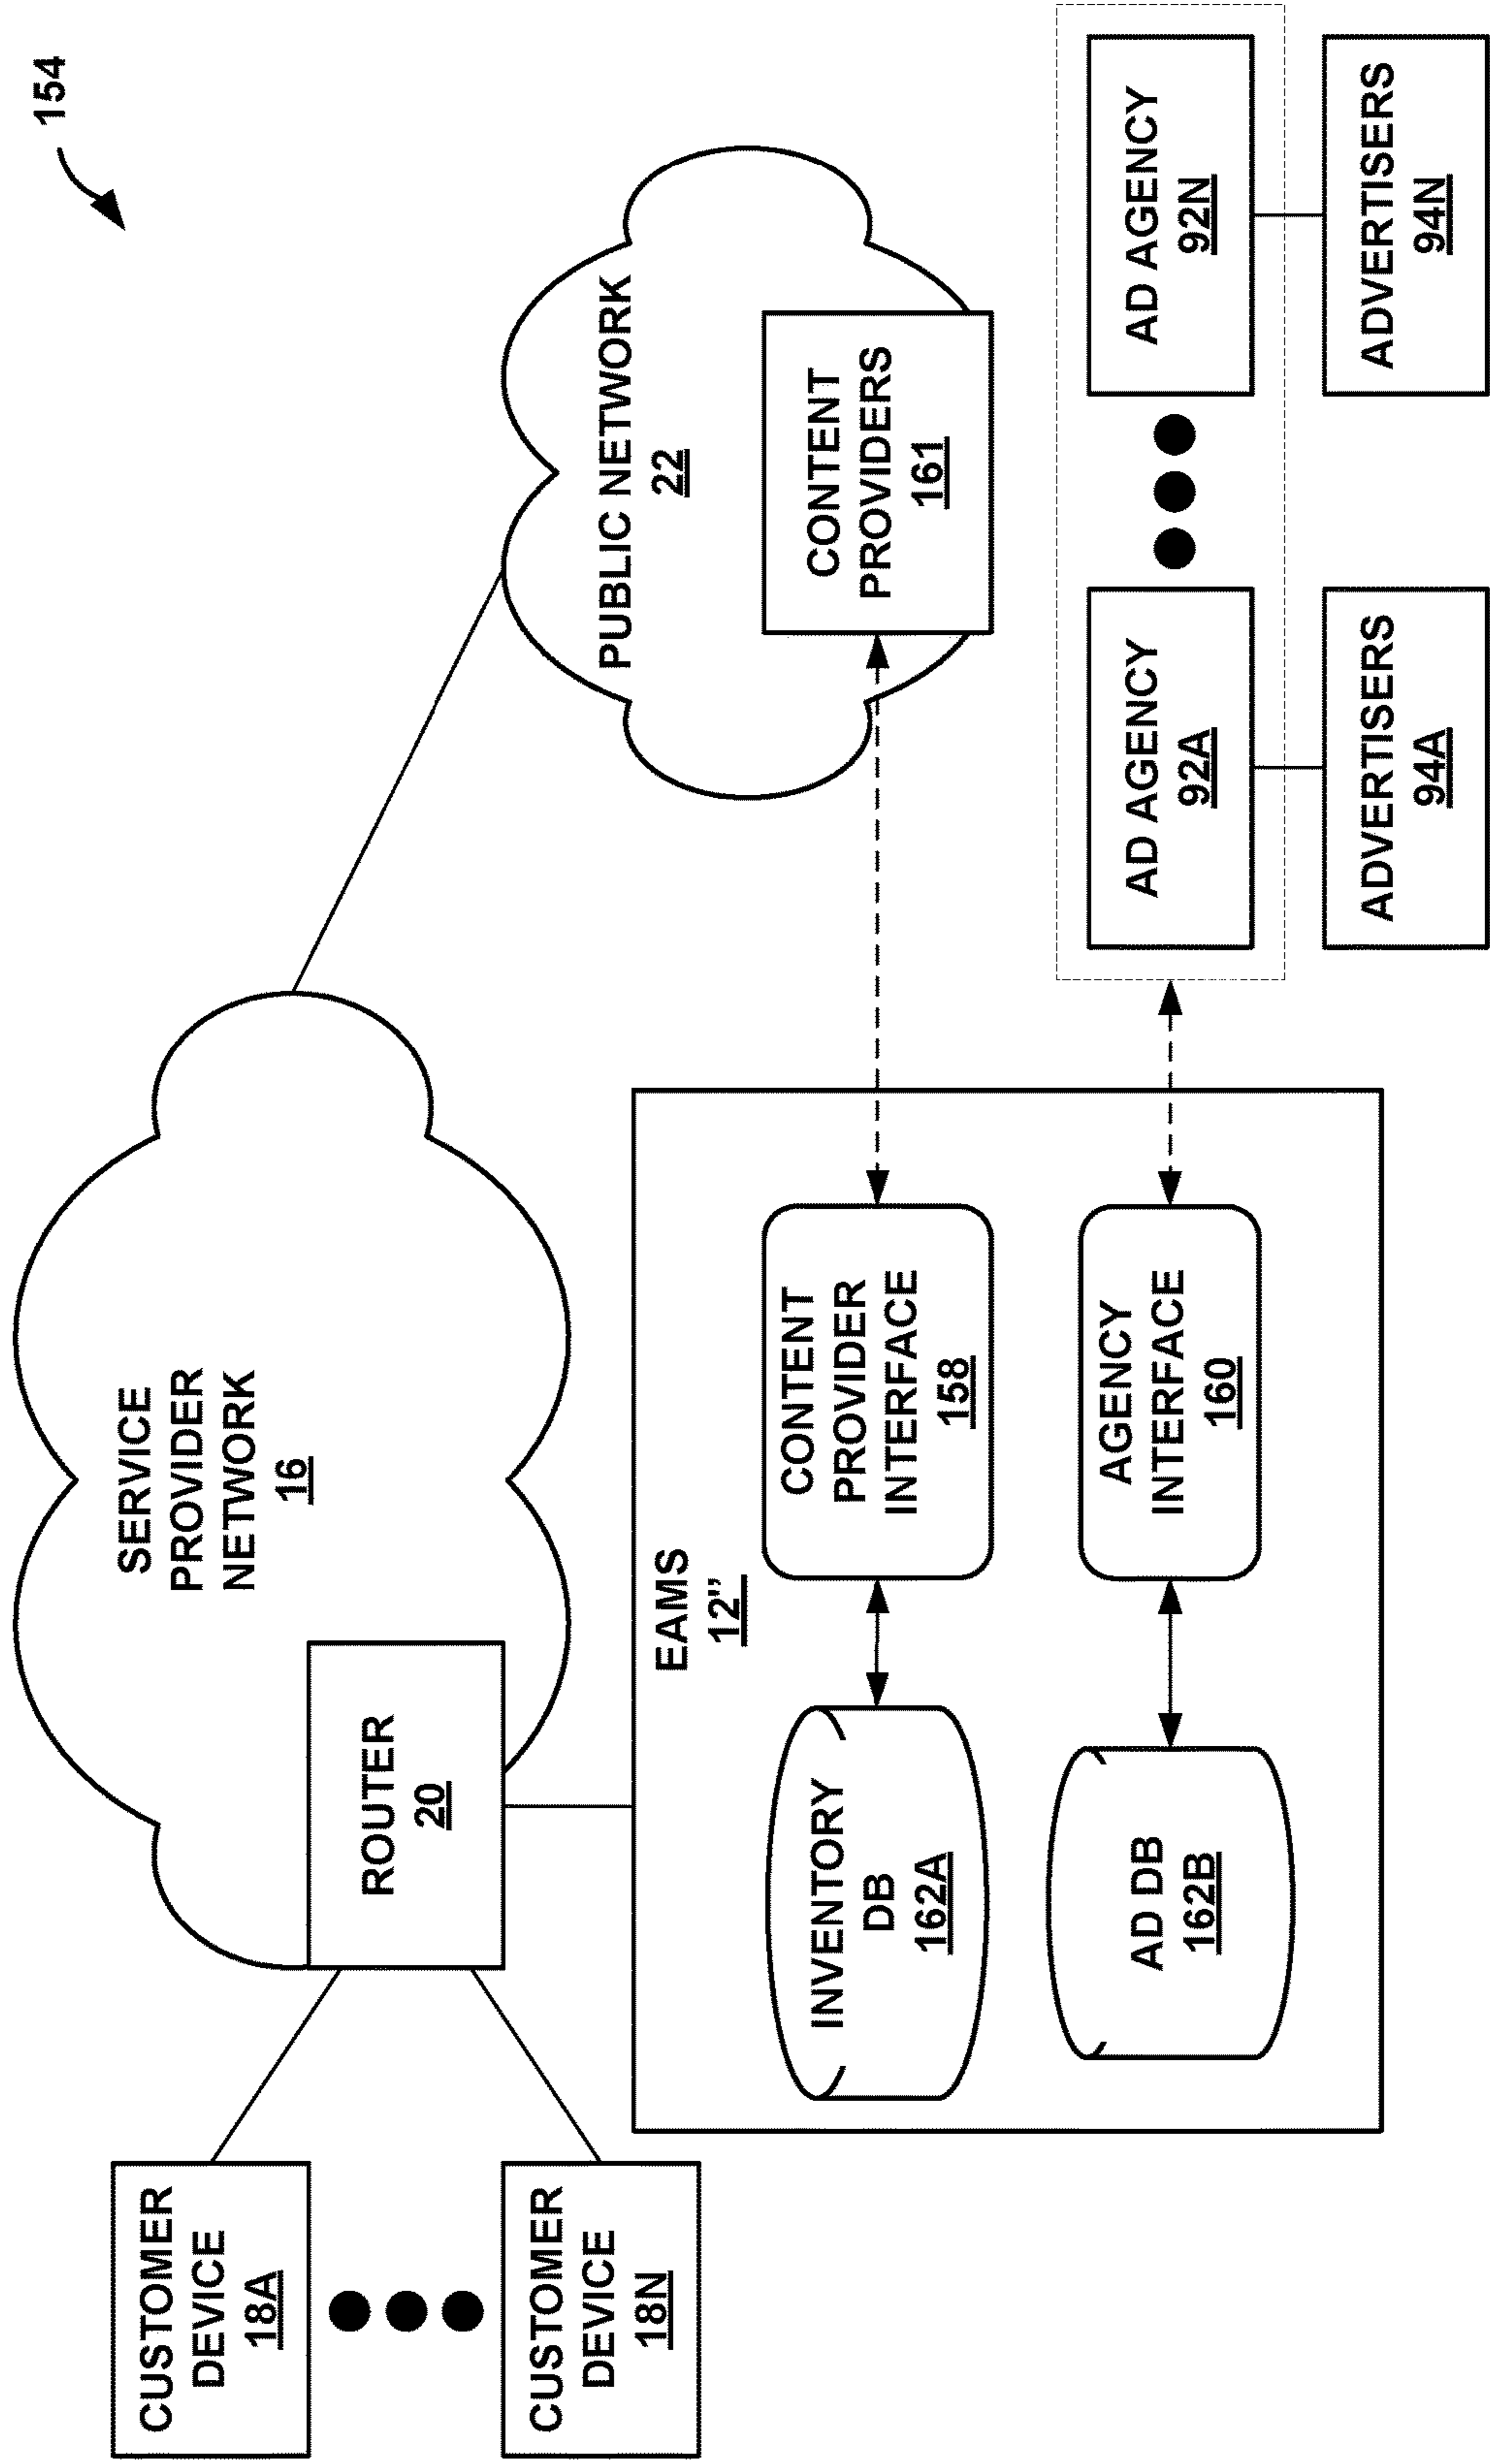 154
SERVICE
PROVIDER
NETWORK
16
CUSTOMER
DEVICE
18A
ROUTER
20
CUSTOMER
DEVICE
18N
PUBLIC NETWORK
22
CONTENT
PROVIDERS
161
EAMS
12”
INVENTORY
DB
162A
CONTENT
PROVIDER
INTERFACE
158
AD DB
162B
AGENCY
INTERFACE
160
AD AGENCY
92A
AD AGENCY
92N
ADVERTISERS
94A
ADVERTISERS
94N